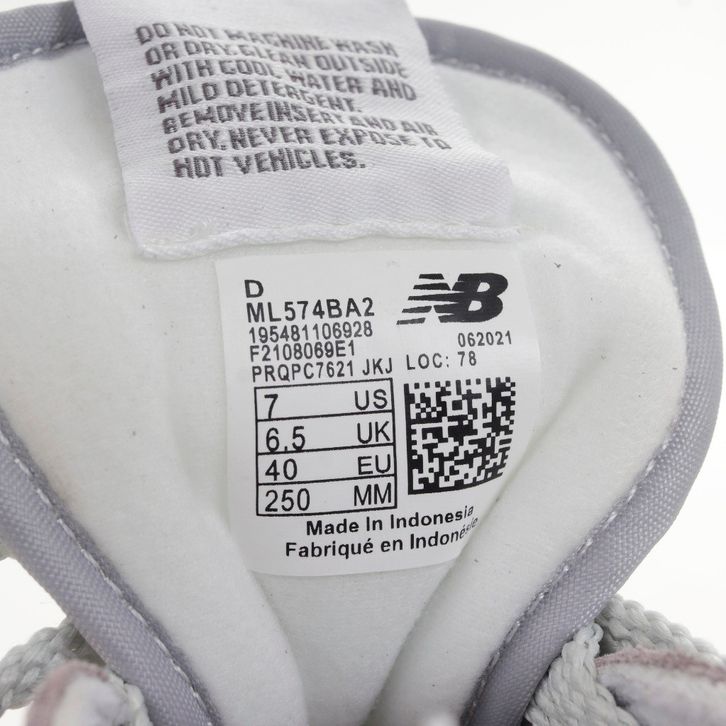 DO NOT MACHINE WASH
OR DRY. CLEAN OUTSIDE
WITH COOL WATER AND
MILD DETERGENT.
REMOVE INSERT AND AIR
DRY. NEVER EXPOSE TO
HOT VEHICLES.
D
ML574BA2
NB
195481106928
F2108069E1
062021
PRQPC7621 JKJ
LOC: 78
7 US
6.5 UK
40 EU
250 MM
Made In Indonesia
Fabriqué en Indonésie